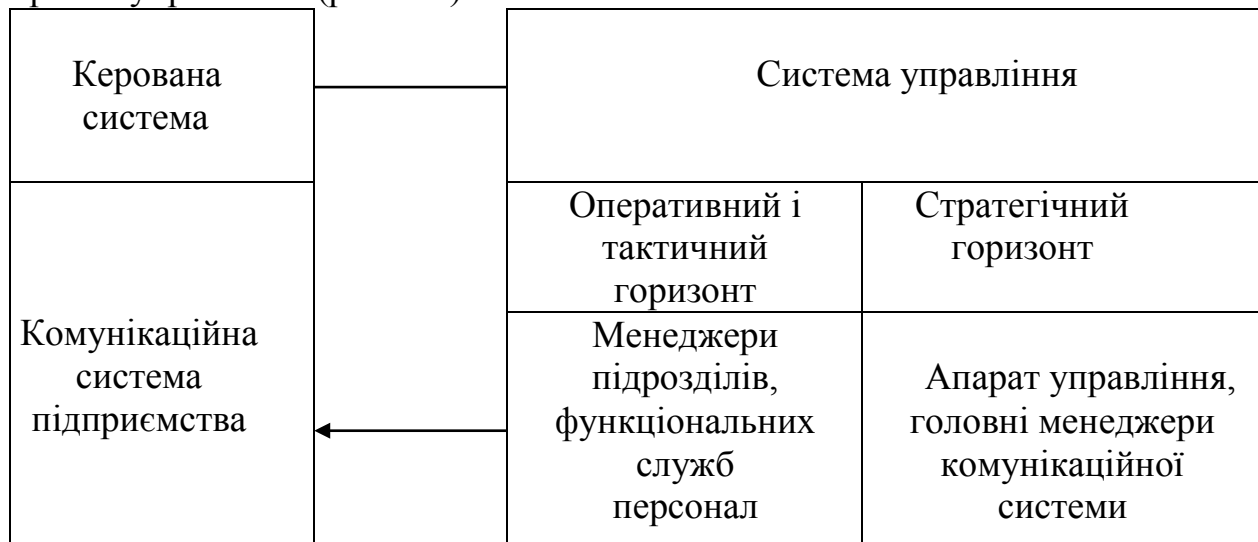 Керована
система
Система управління
Комунікаційна
система
підприємства
Оперативний і
тактичний
горизонт
Стратегічний
горизонт
Менеджери
підрозділів,
функціональних
служб
персонал
Апарат управління,
головні менеджери
комунікаційної
системи